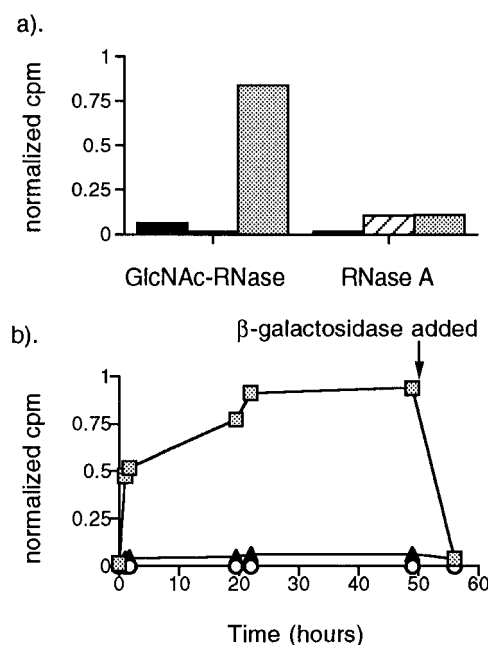 a).
normalized cpm
1
0.75
0.5
0.25
0
GlcNAc-RNase RNase A
b).
β-galactosidase added
normalized cpm
1
0.75
0.5
0.25
0
0 10 20 30 40 50 60
Time (hours)